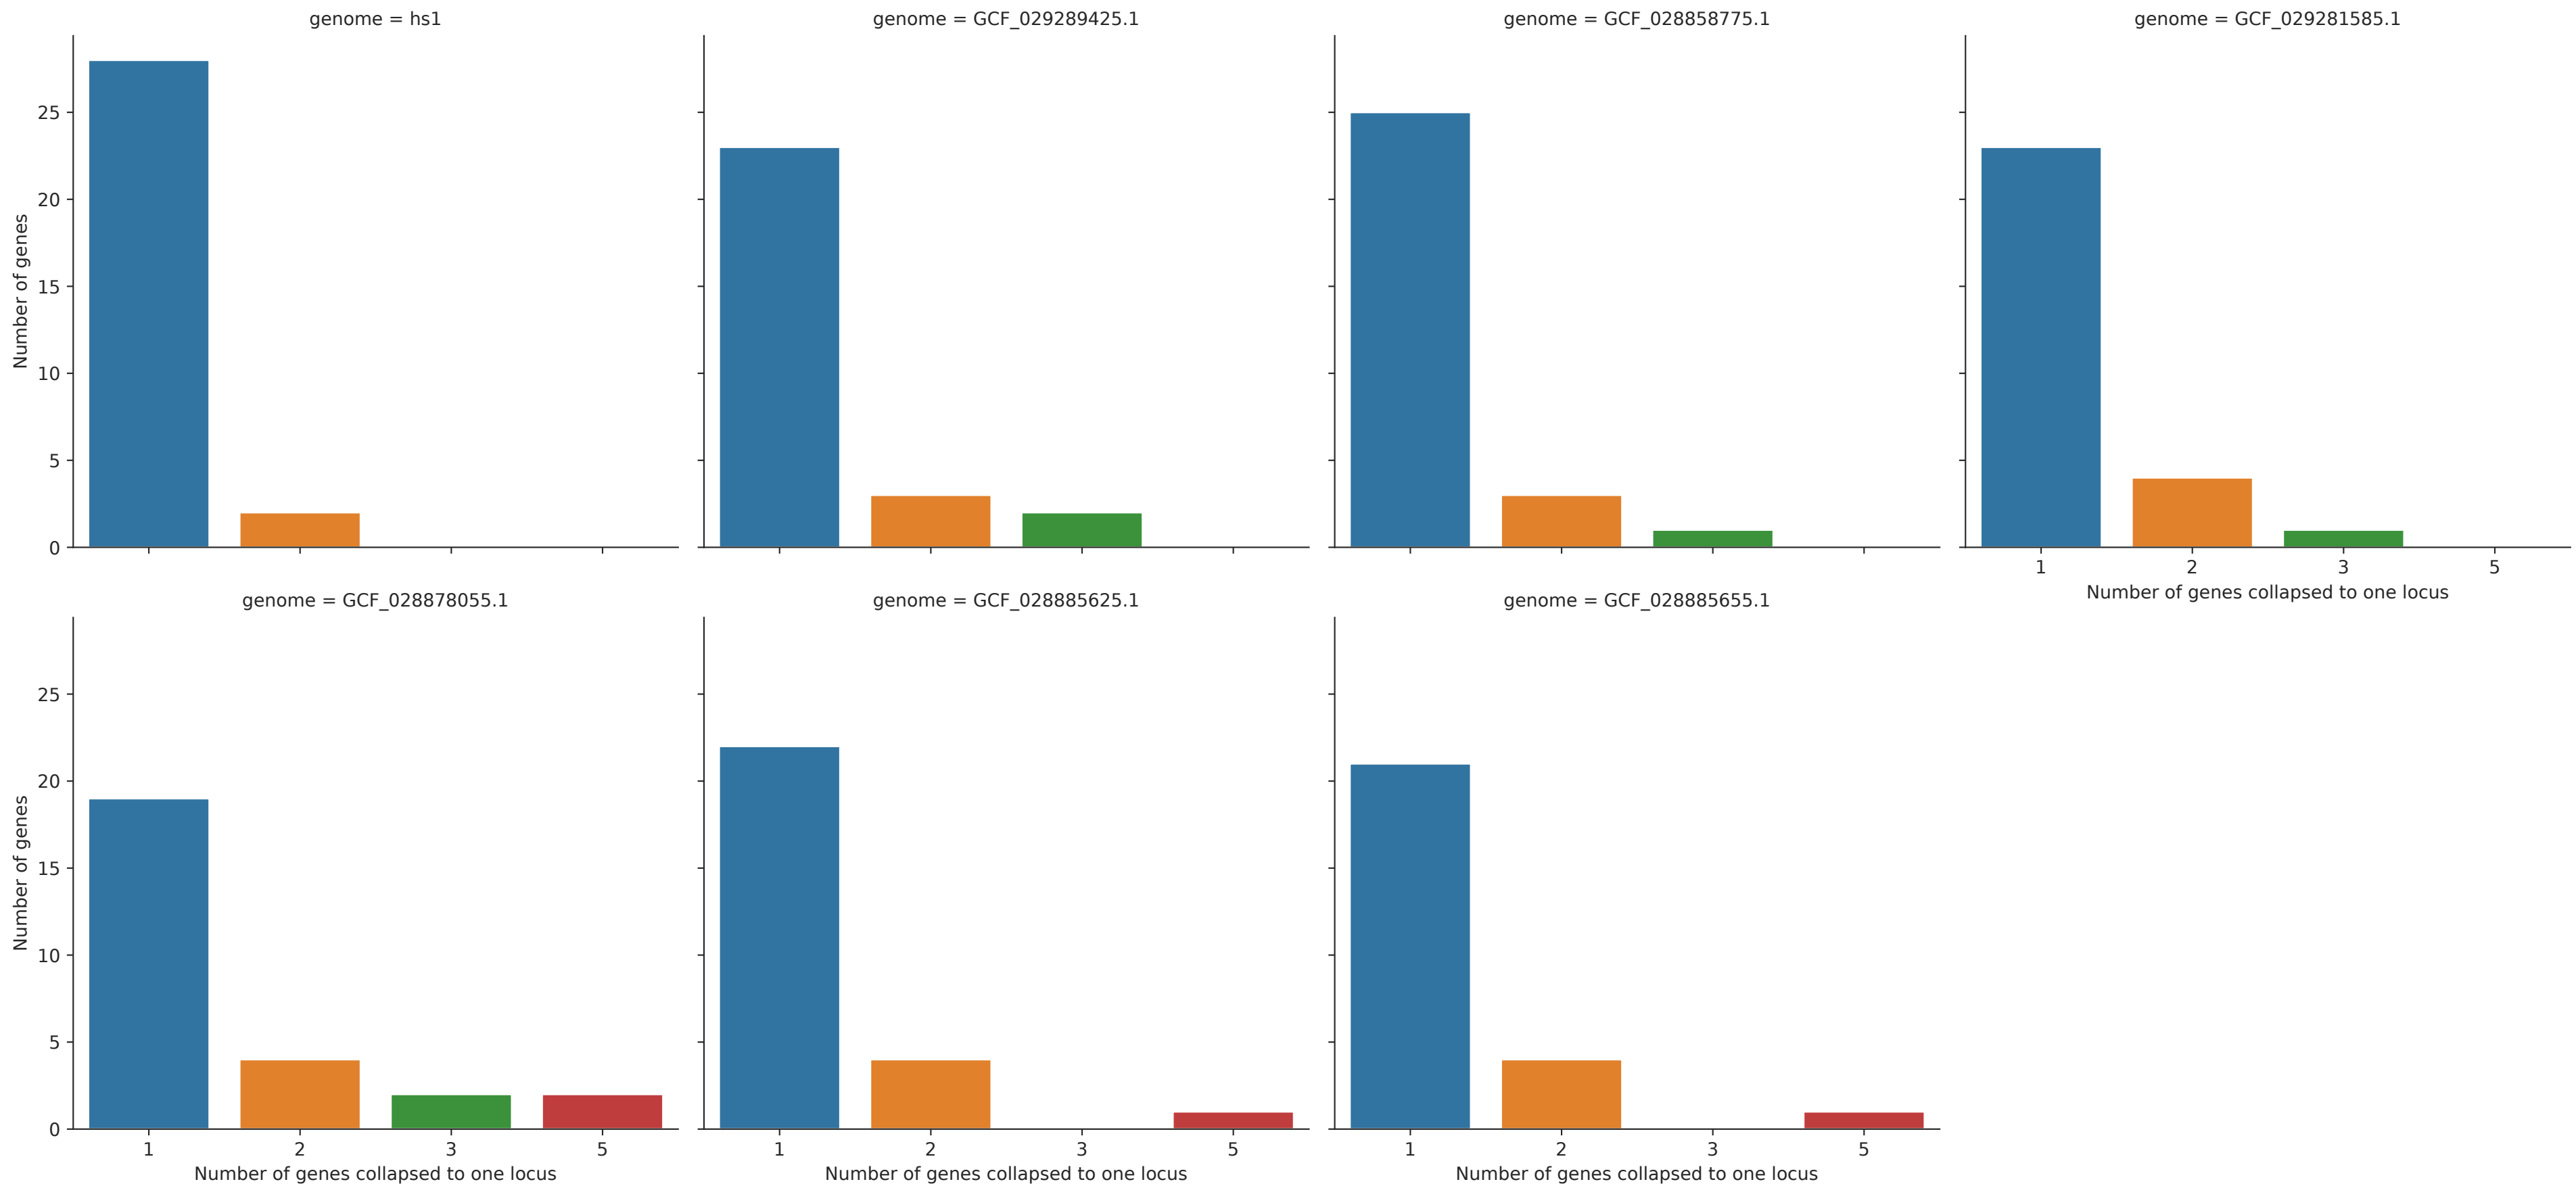 genome = hs1
genome = GCF_029289425.1
genome = GCF_028858775.1
genome = GCF_029281585.1
Number of genes
25
20
15
10
5
0
1 2 3 5
Number of genes collapsed to one locus
genome = GCF_028878055.1
genome = GCF_028885625.1
genome = GCF_028885655.1
Number of genes
25
20
15
10
5
0
1 2 3 5
Number of genes collapsed to one locus
1 2 3 5
Number of genes collapsed to one locus
1 2 3 5
Number of genes collapsed to one locus